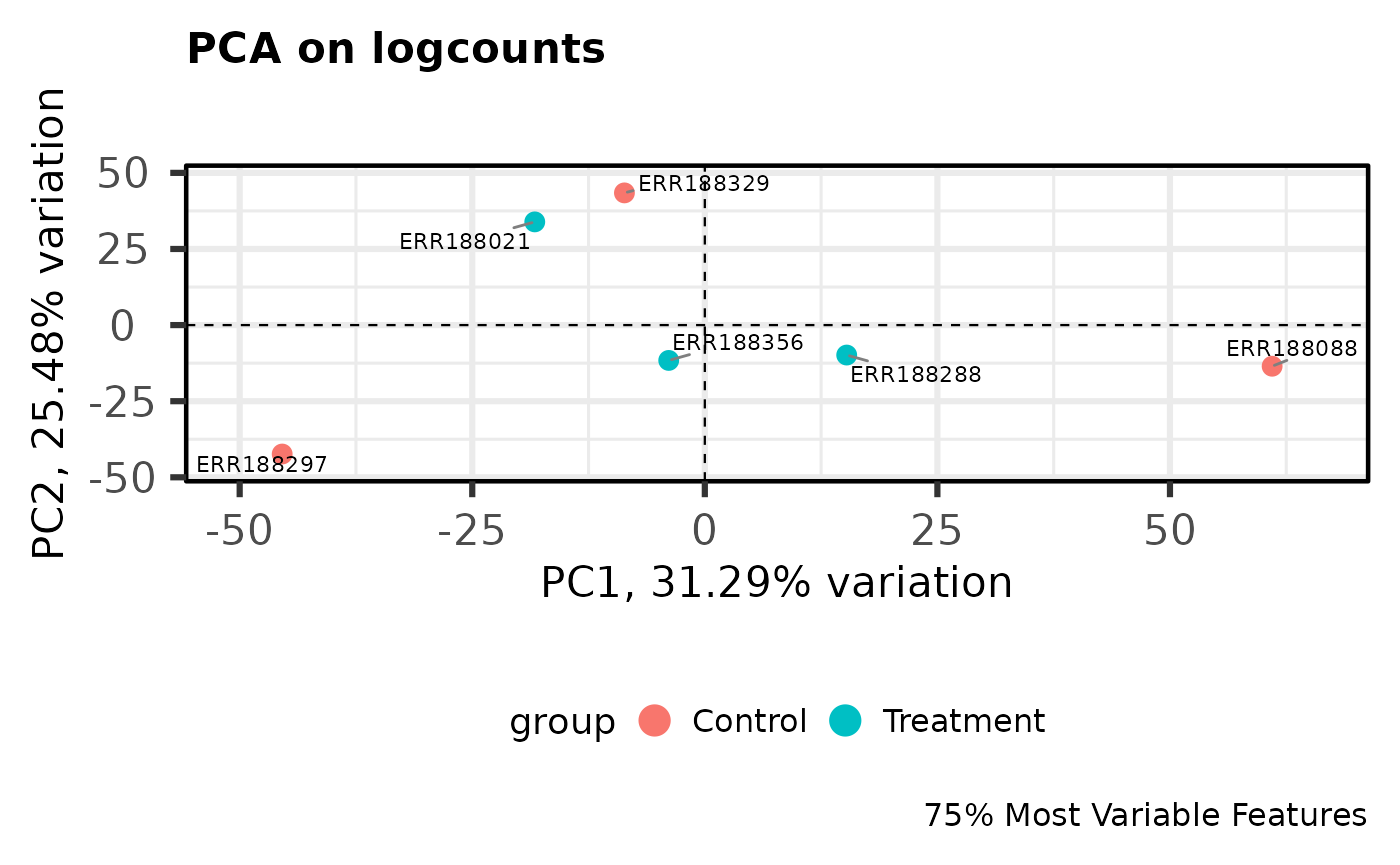 PCA on logcounts
PC2, 25.48% variation
50
25
0
-25
-50
ERR188329
ERR188021
ERR188356
ERR188088
ERR188288
ERR188297
-50
-25
0
25
50
PC1, 31.29% variation
group Control Treatment
75% Most Variable Features